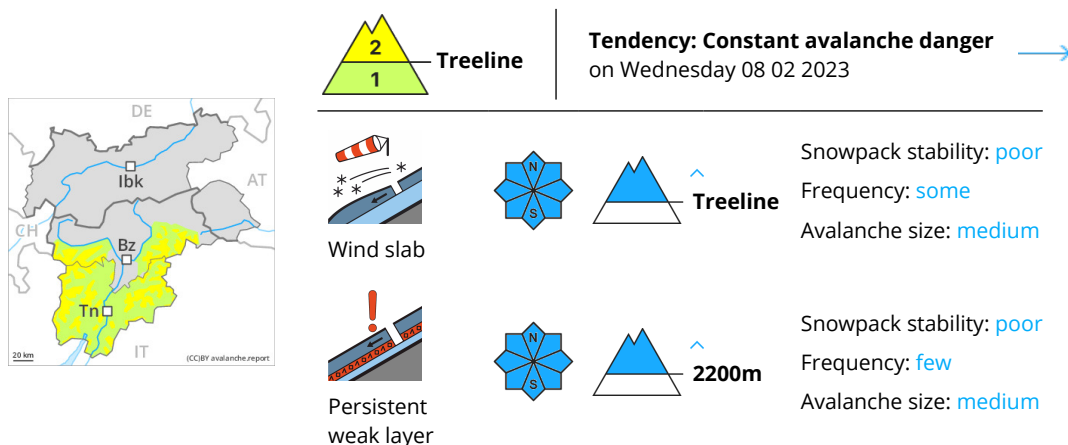 2
1
Treeline
Tendency: Constant avalanche danger
on Wednesday 08 02 2023
DE
Ibk
AT
CH
Bz
Tn
IT
20 km
(CC)BY avalanche.report
Wind slab
N
S
Treeline
Snowpack stability: poor
Frequency: some
Avalanche size: medium
Persistent
weak layer
N
S
2200m
Snowpack stability: poor
Frequency: few
Avalanche size: medium